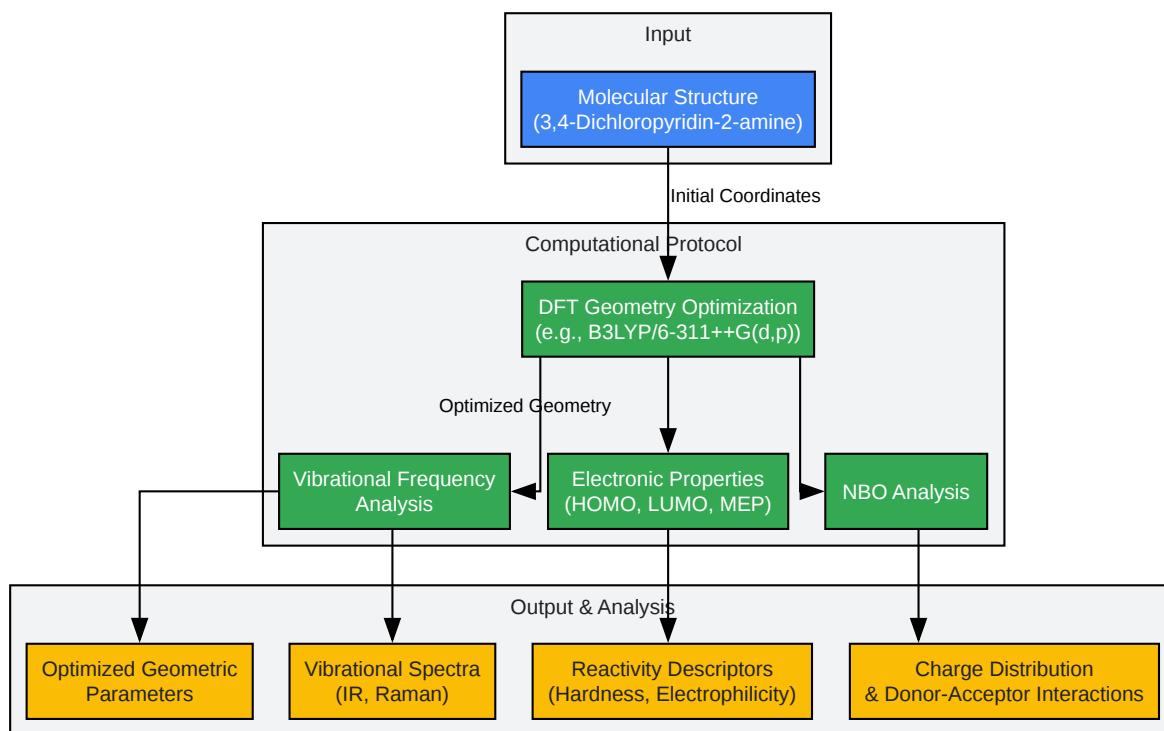 Input
Molecular Structure
(3,4-Dichloropyridin-2-amine)
Initial Coordinates
Computational Protocol
DFT Geometry Optimization
(e.g., B3LYP/6-311++G(d,p))
Optimized Geometry
Vibrational Frequency
Analysis
Electronic Properties
(HOMO, LUMO, MEP)
NBO Analysis
Output & Analysis
Optimized Geometric
Parameters
Vibrational Spectra
(IR, Raman)
Reactivity Descriptors
(Hardness, Electrophilicity)
Charge Distribution
& Donor-Acceptor Interactions